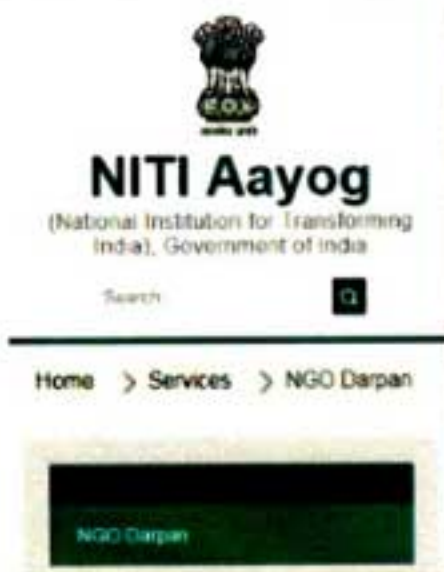 NITI Aayog
(National Institution for Transforming
India), Government of India
Search
Home > Services > NGO Darpan
NGO Darpan